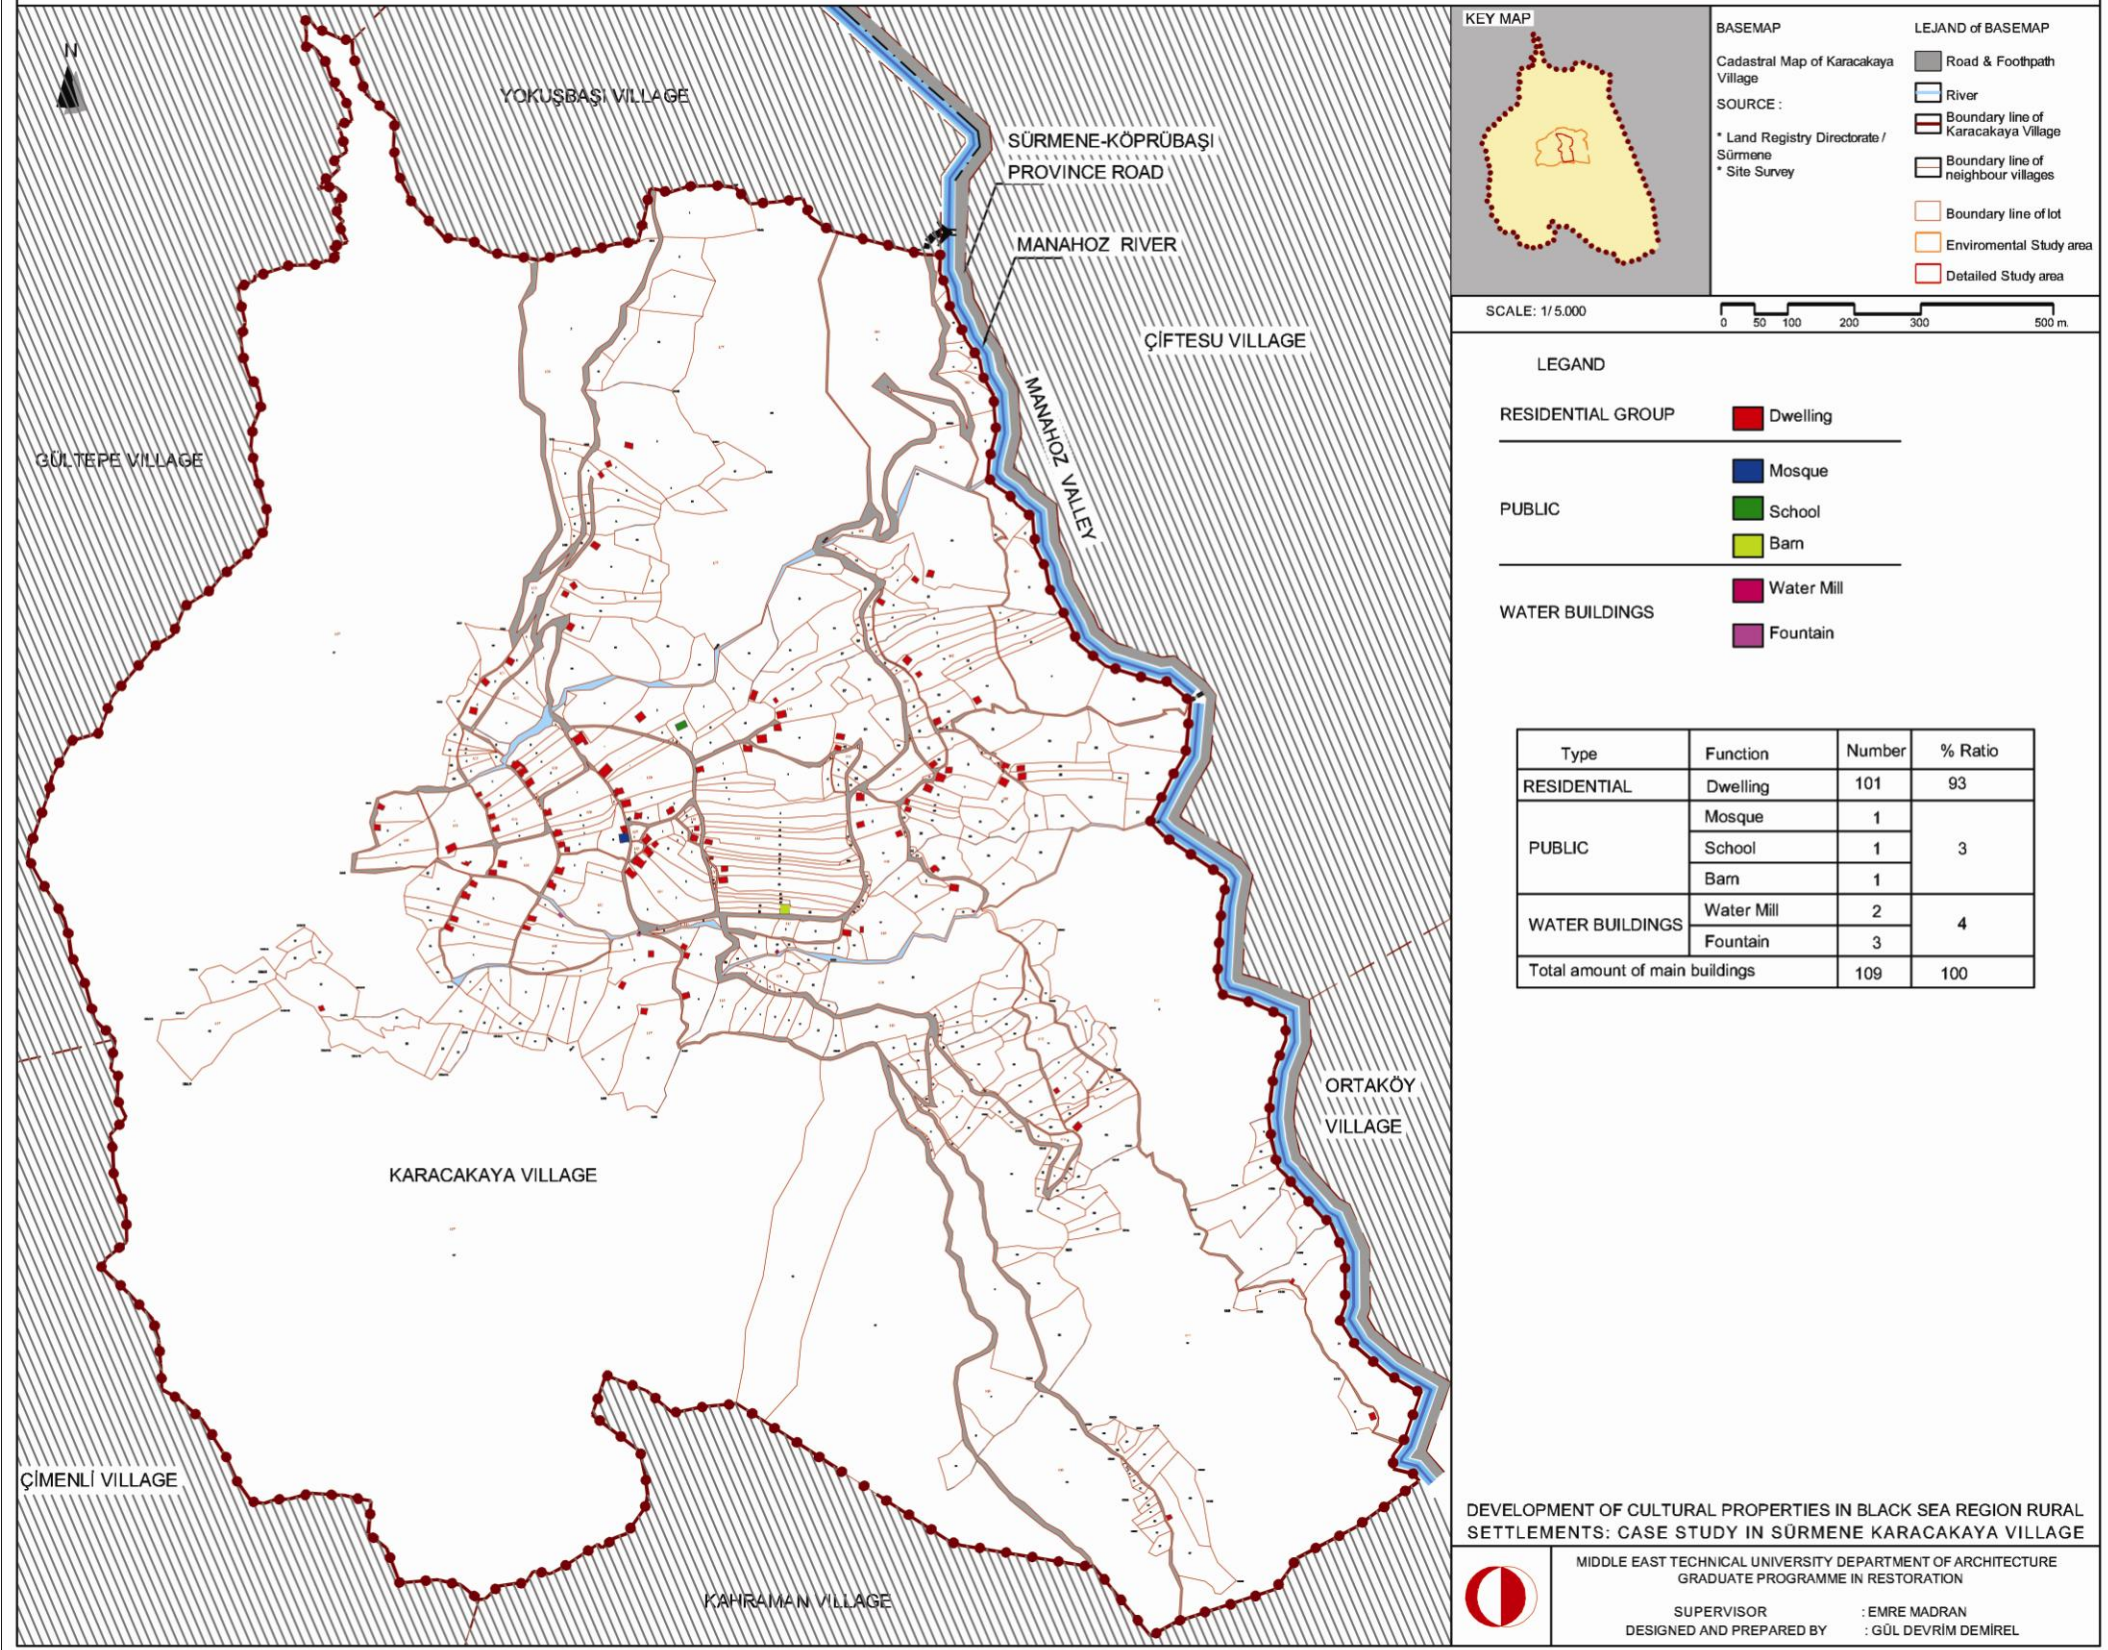 N
YOKUŞBAŞI VILLAGE
SÜRMENE-KÖPRÜBAŞI
PROVINCE ROAD
MANAHOZ RIVER
ÇİFTESU VILLAGE
MANAHOZ VALLEY
GÜLTEPE VILLAGE
KARACAKAYA VILLAGE
ORTAKÖY
VILLAGE
ÇİMENLİ VILLAGE
KAHRAMAN VILLAGE
KEY MAP
BASEMAP
Cadastral Map of Karacakaya
Village
SOURCE :
* Land Registry Directorate /
Sürmene
* Site Survey
LEJAND of BASEMAP
Road & Foothpath
River
Boundary line of
Karacakaya Village
Boundary line of
neighbour villages
Boundary line of lot
Enviromental Study area
Detailed Study area
SCALE: 1/ 5.000
0 50 100 200 300 500 m.
LEGAND
RESIDENTIAL GROUP Dwelling
Mosque
PUBLIC School
Barn
Water Mill
WATER BUILDINGS
Fountain
Type Function Number % Ratio
RESIDENTIAL Dwelling 101 93
Mosque 1
PUBLIC School 1 3
Barn 1
Water Mill 2
WATER BUILDINGS 4
Fountain 3
Total amount of main buildings 109 100
DEVELOPMENT OF CULTURAL PROPERTIES IN BLACK SEA REGION RURAL
SETTLEMENTS: CASE STUDY IN SÜRMENE KARACAKAYA VILLAGE
MIDDLE EAST TECHNICAL UNIVERSITY DEPARTMENT OF ARCHITECTURE
GRADUATE PROGRAMME IN RESTORATION
SUPERVISOR : EMRE MADRAN
DESIGNED AND PREPARED BY : GÜL DEVRİM DEMİREL